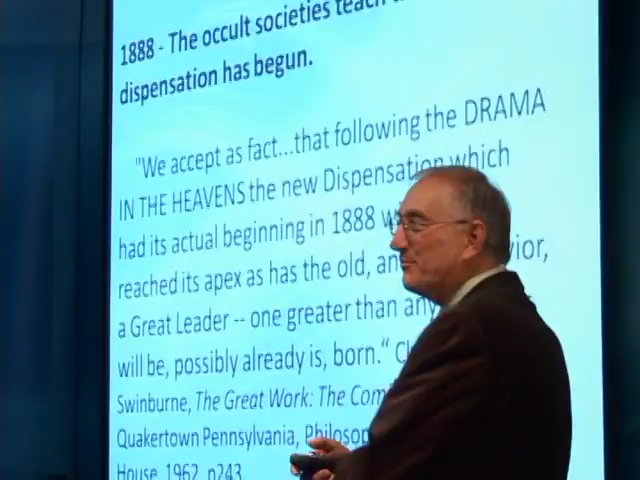 1888 - The occult societies teach
dispensation has begun.
"We accept as fact...that following the DRAMA
IN THE HEAVENS the new Dispensation which
had its actual beginning in 1888
reached its apex as has the old, an vior,
a Great Leader -- one greater than any
will be, possibly already is, born." C
Swinburne, The Great Work: The Com
Quakertown Pennsylvania, Philosop
House, 1962, p243.